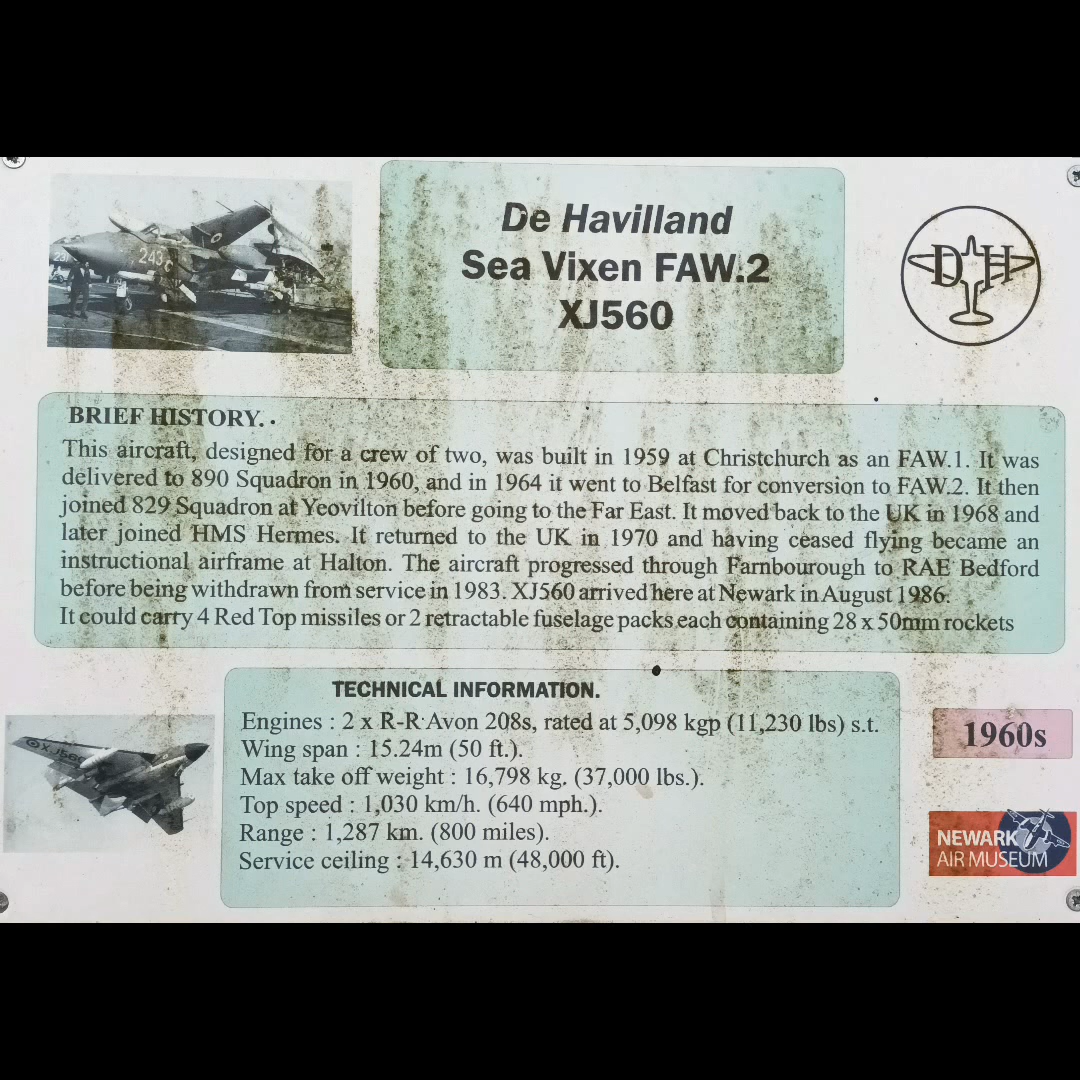 De Havilland
Sea Vixen FAW.2
XJ560
D H
243
BRIEF HISTORY.
This aircraft, designed for a crew of two, was built in 1959 at Christchurch as an FAW.1. It was
delivered to 890 Squadron in 1960, and in 1964 it went to Belfast for conversion to FAW.2. It then
joined 829 Squadron at Yeovilton before going to the Far East. It moved back to the UK in 1968 and
later joined HMS Hermes. It returned to the UK in 1970 and having ceased flying became an
instructional airframe at Halton. The aircraft progressed through Farnbourough to RAE Bedford
before being withdrawn from service in 1983. XJ560 arrived here at Newark in August 1986.
It could carry 4 Red Top missiles or 2 retractable fuselage packs each containing 28 x 50mm rockets
TECHNICAL INFORMATION.
Engines : 2 x R-R Avon 208s, rated at 5,098 kgp (11,230 lbs) s.t.
Wing span : 15.24m (50 ft.).
Max take off weight : 16,798 kg. (37,000 lbs.).
Top speed : 1,030 km/h. (640 mph.).
Range : 1,287 km. (800 miles).
Service ceiling : 14,630 m (48,000 ft).
1960s
NEWARK
AIR MUSEUM